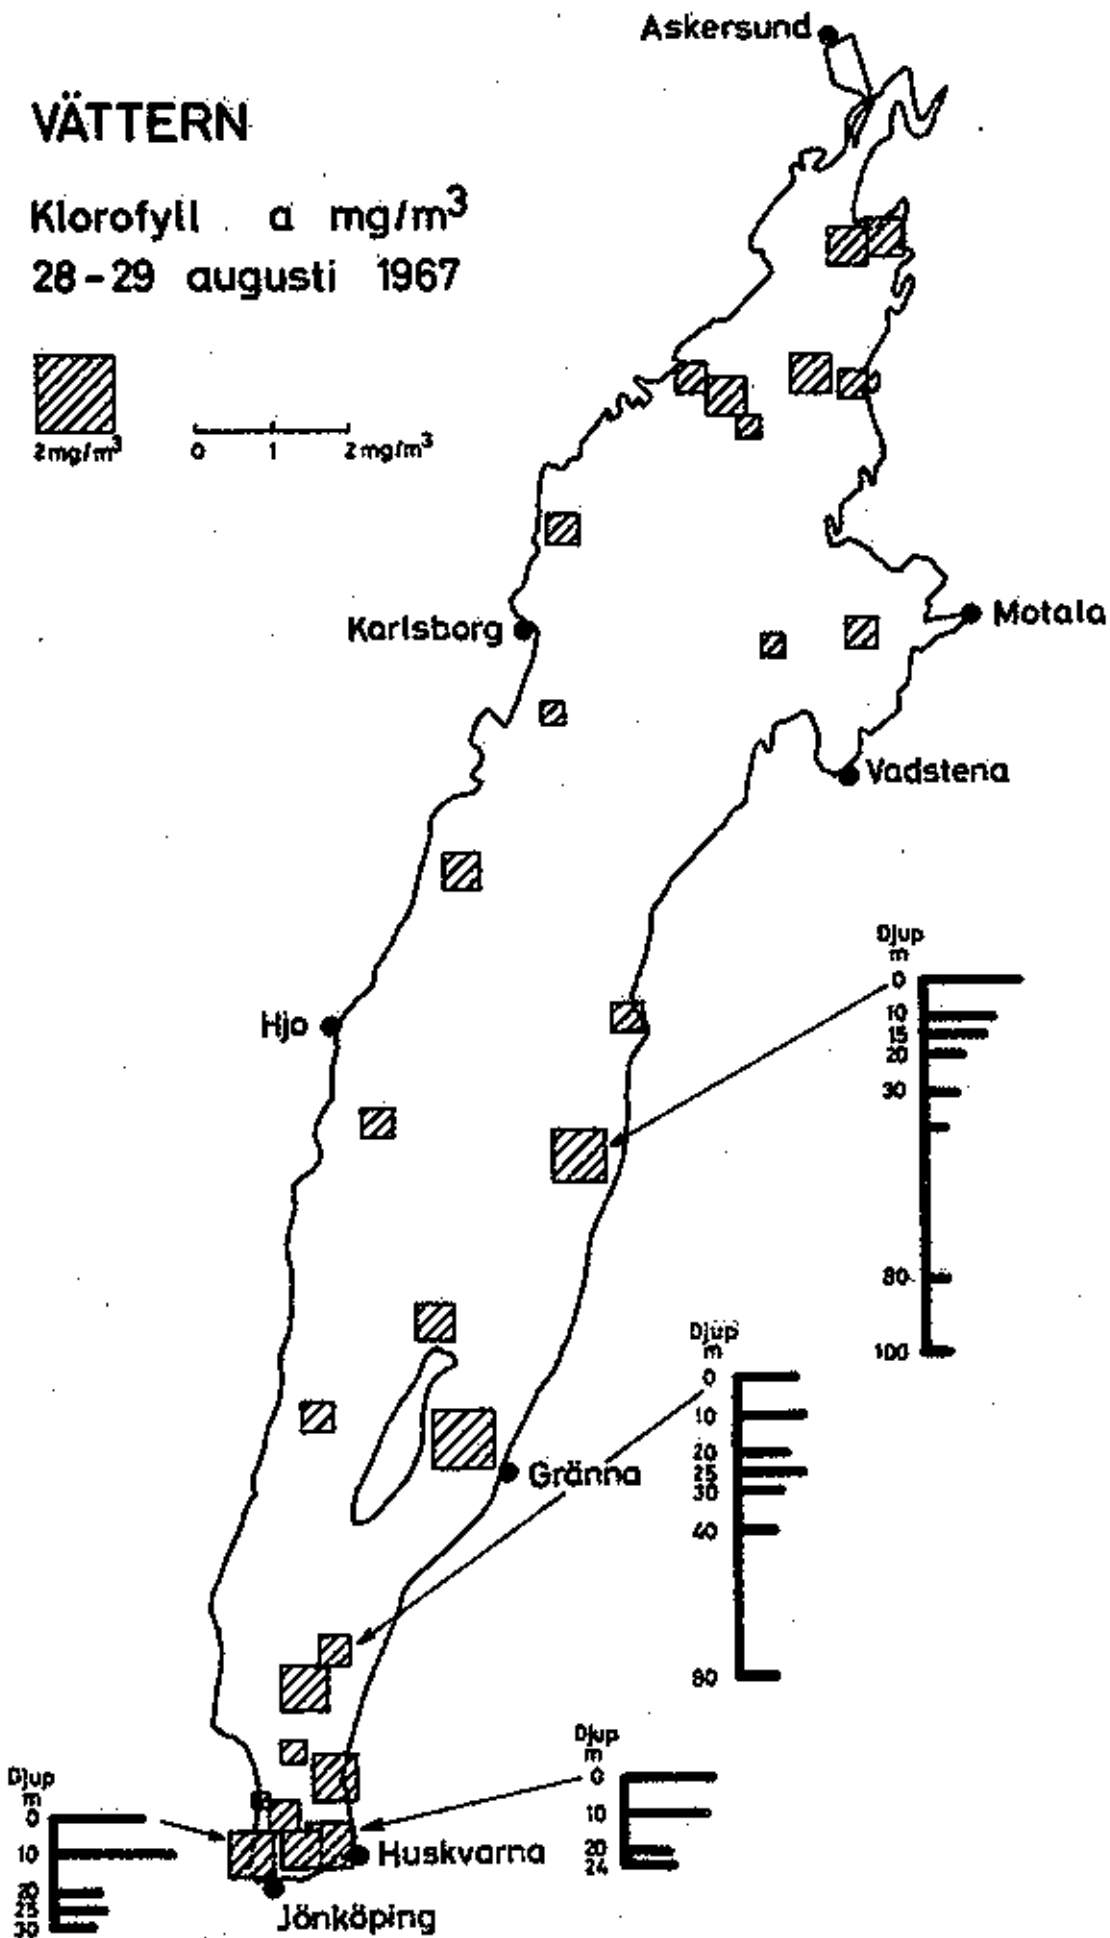 Askersund
VÄTTERN
Klorofyll a mg/m³
28-29 augusti 1967
2mg/m³
0 1 2mg/m³
Karlsborg
Motala
Vadstena
Hjo
Djup
m
0
10
15
20
30
80
100
Djup
m
0
10
20
25
30
40
80
Gränna
Djup
m
0
10
20
24
Djup
m
0
10
20
25
30
Huskvarna
Jönköping